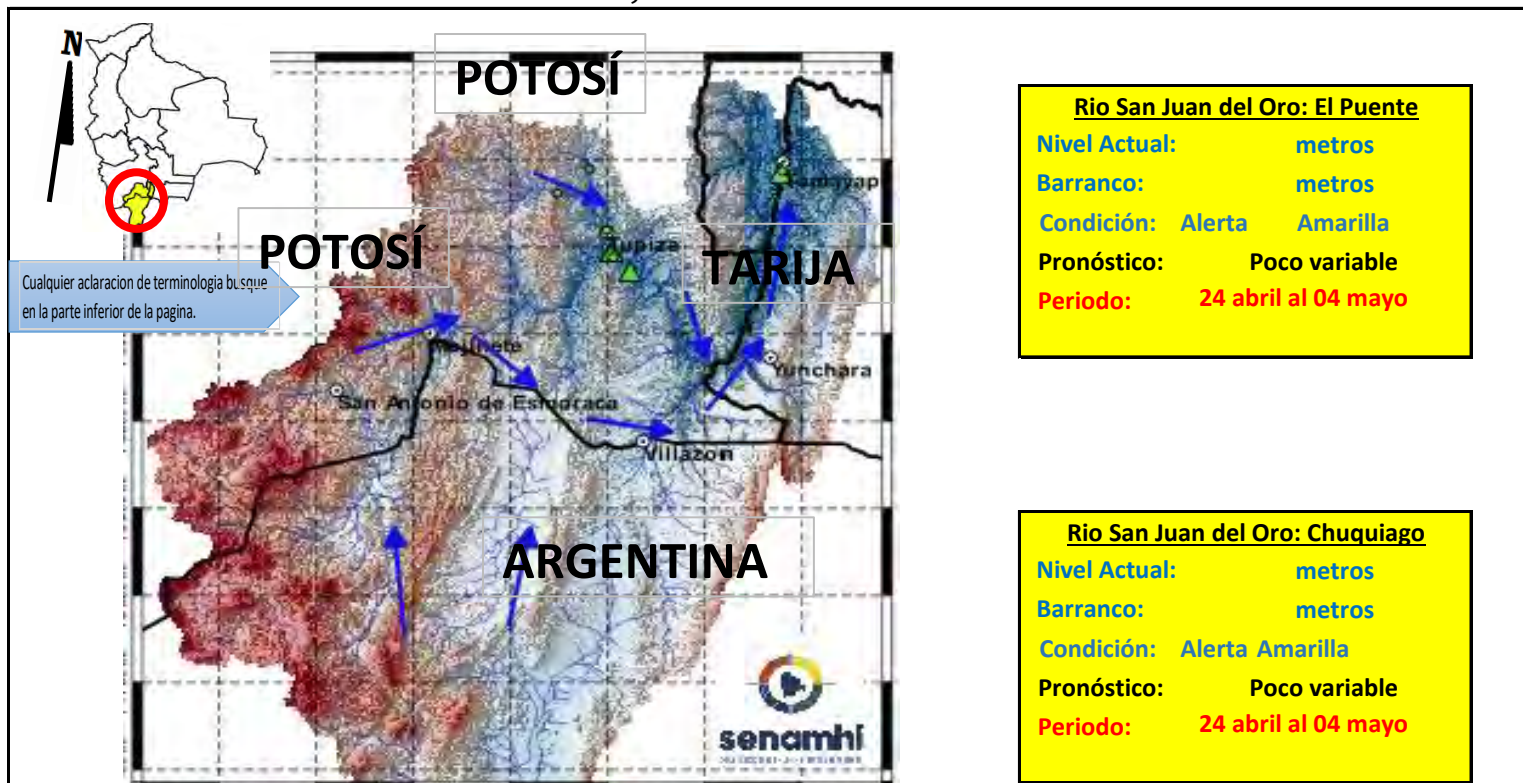 N
POTOSÍ
POTOSÍ
TARIJA
ARGENTINA
Cualquier aclaracion de terminologia busque
en la parte inferior de la pagina.
Tupiza
Yunchara
San Antonio de Esmoraca
Villazon
senamhi
Rio San Juan del Oro: El Puente
Nivel Actual: metros
Barranco: metros
Condición: Alerta Amarilla
Pronóstico: Poco variable
Periodo: 24 abril al 04 mayo
Rio San Juan del Oro: Chuquiago
Nivel Actual: metros
Barranco: metros
Condición: Alerta Amarilla
Pronóstico: Poco variable
Periodo: 24 abril al 04 mayo